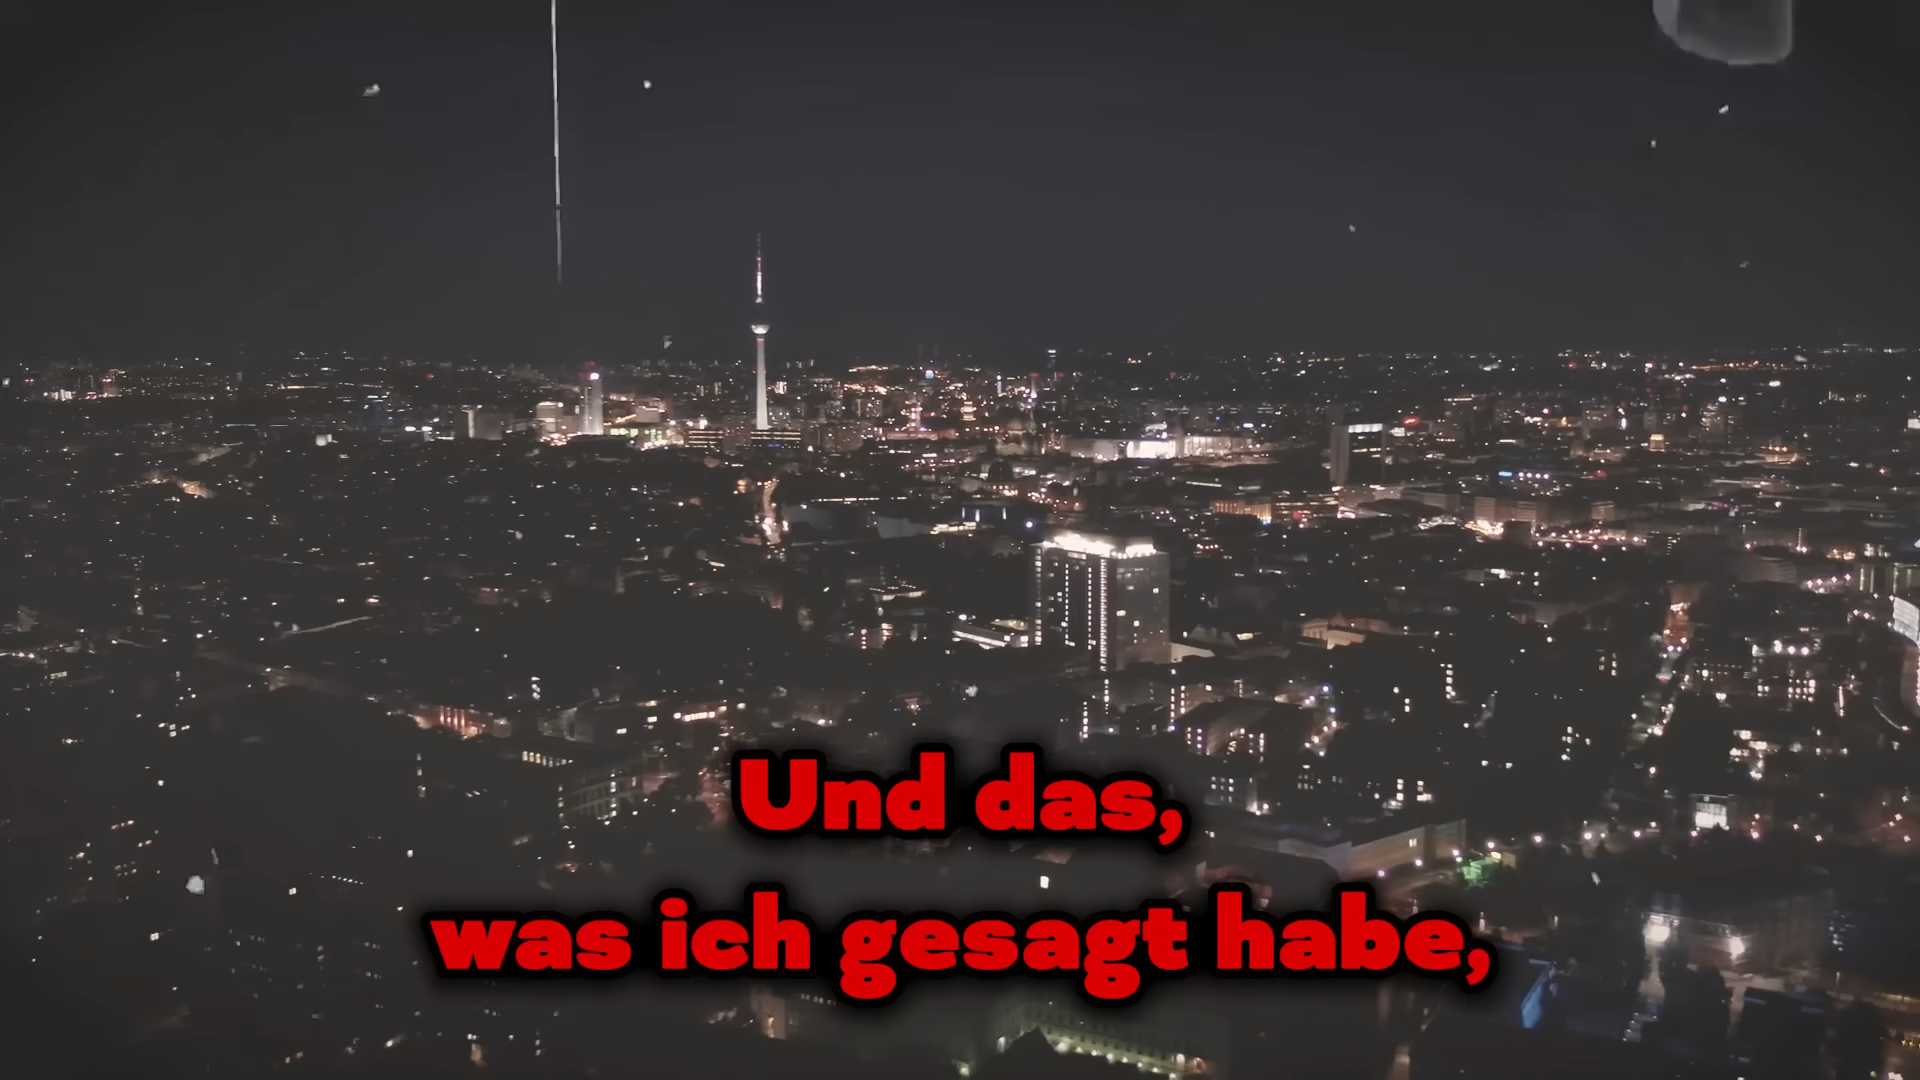 Und das,
was ich gesagt habe,